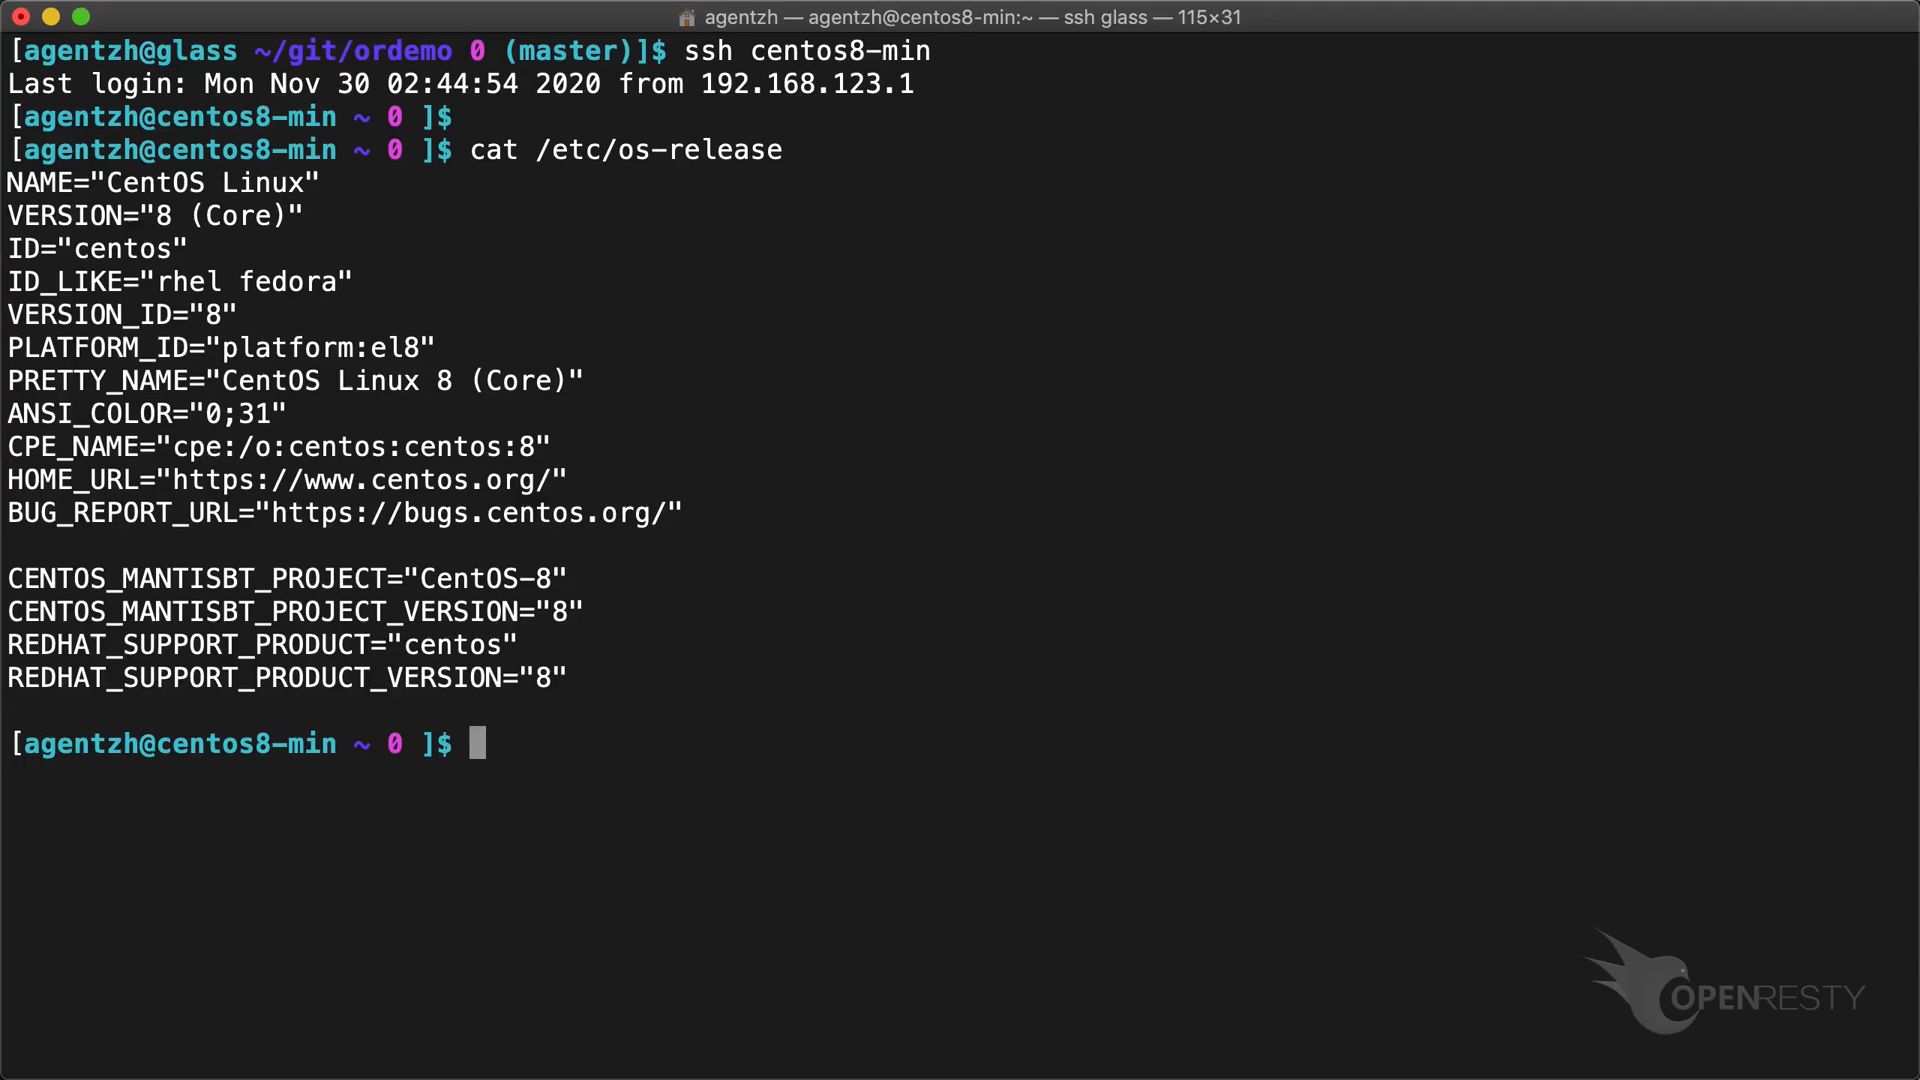 agentzh — agentzh@centos8-min:~ — ssh glass — 115×31
[agentzh@glass ~/git/ordemo 0 (master)]$ ssh centos8-min
Last login: Mon Nov 30 02:44:54 2020 from 192.168.123.1
[agentzh@centos8-min ~ 0 ]$
[agentzh@centos8-min ~ 0 ]$ cat /etc/os-release
NAME="CentOS Linux"
VERSION="8 (Core)"
ID="centos"
ID_LIKE="rhel fedora"
VERSION_ID="8"
PLATFORM_ID="platform:el8"
PRETTY_NAME="CentOS Linux 8 (Core)"
ANSI_COLOR="0;31"
CPE_NAME="cpe:/o:centos:centos:8"
HOME_URL="https://www.centos.org/"
BUG_REPORT_URL="https://bugs.centos.org/"
CENTOS_MANTISBT_PROJECT="CentOS-8"
CENTOS_MANTISBT_PROJECT_VERSION="8"
REDHAT_SUPPORT_PRODUCT="centos"
REDHAT_SUPPORT_PRODUCT_VERSION="8"
[agentzh@centos8-min ~ 0 ]$
OPENRESTY